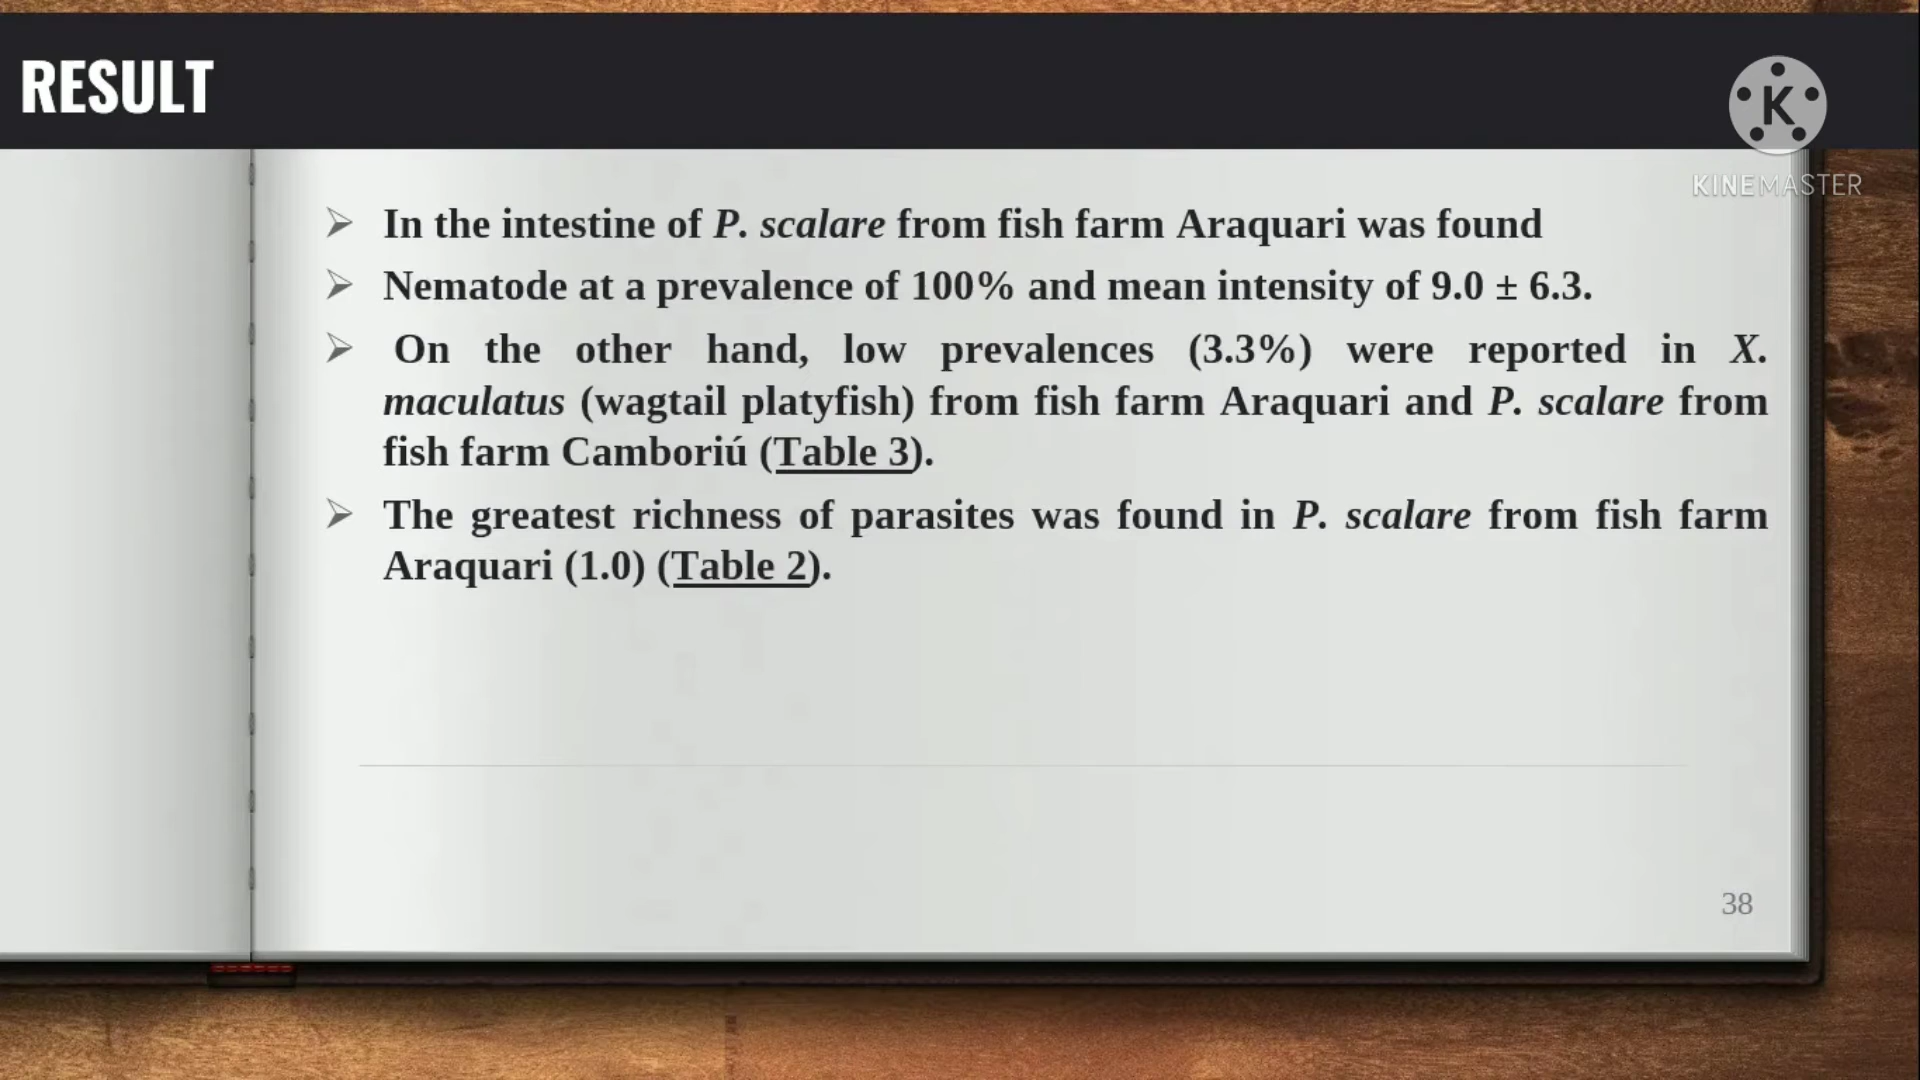 RESULT
K
KINEMASTER
➢ In the intestine of P. scalare from fish farm Araquari was found
➢ Nematode at a prevalence of 100% and mean intensity of 9.0 ± 6.3.
➢ On the other hand, low prevalences (3.3%) were reported in X.
maculatus (wagtail platyfish) from fish farm Araquari and P. scalare from
fish farm Camboriú (Table 3).
➢ The greatest richness of parasites was found in P. scalare from fish farm
Araquari (1.0) (Table 2).
38